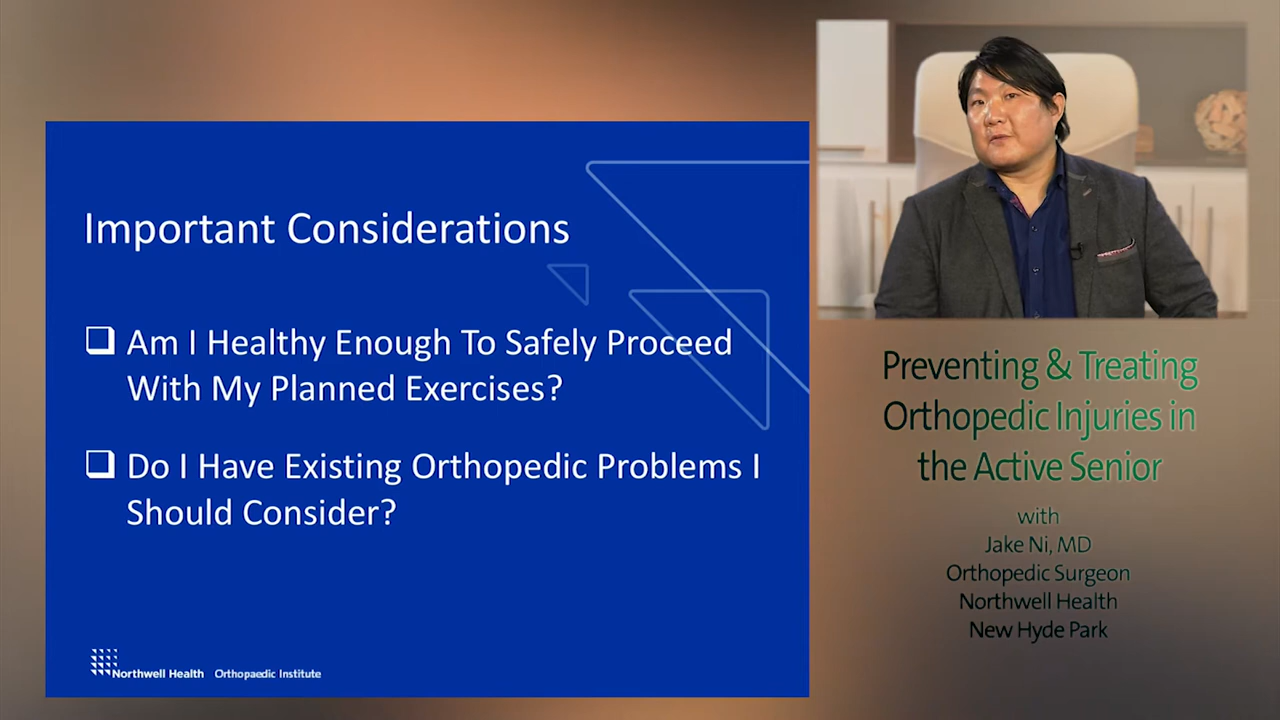 Important Considerations
Am I Healthy Enough To Safely Proceed
With My Planned Exercises?
Do I Have Existing Orthopedic Problems I
Should Consider?
Northwell Health Orthopaedic Institute
Preventing & Treating
Orthopedic Injuries in
the Active Senior
with
Jake Ni, MD
Orthopedic Surgeon
Northwell Health
New Hyde Park